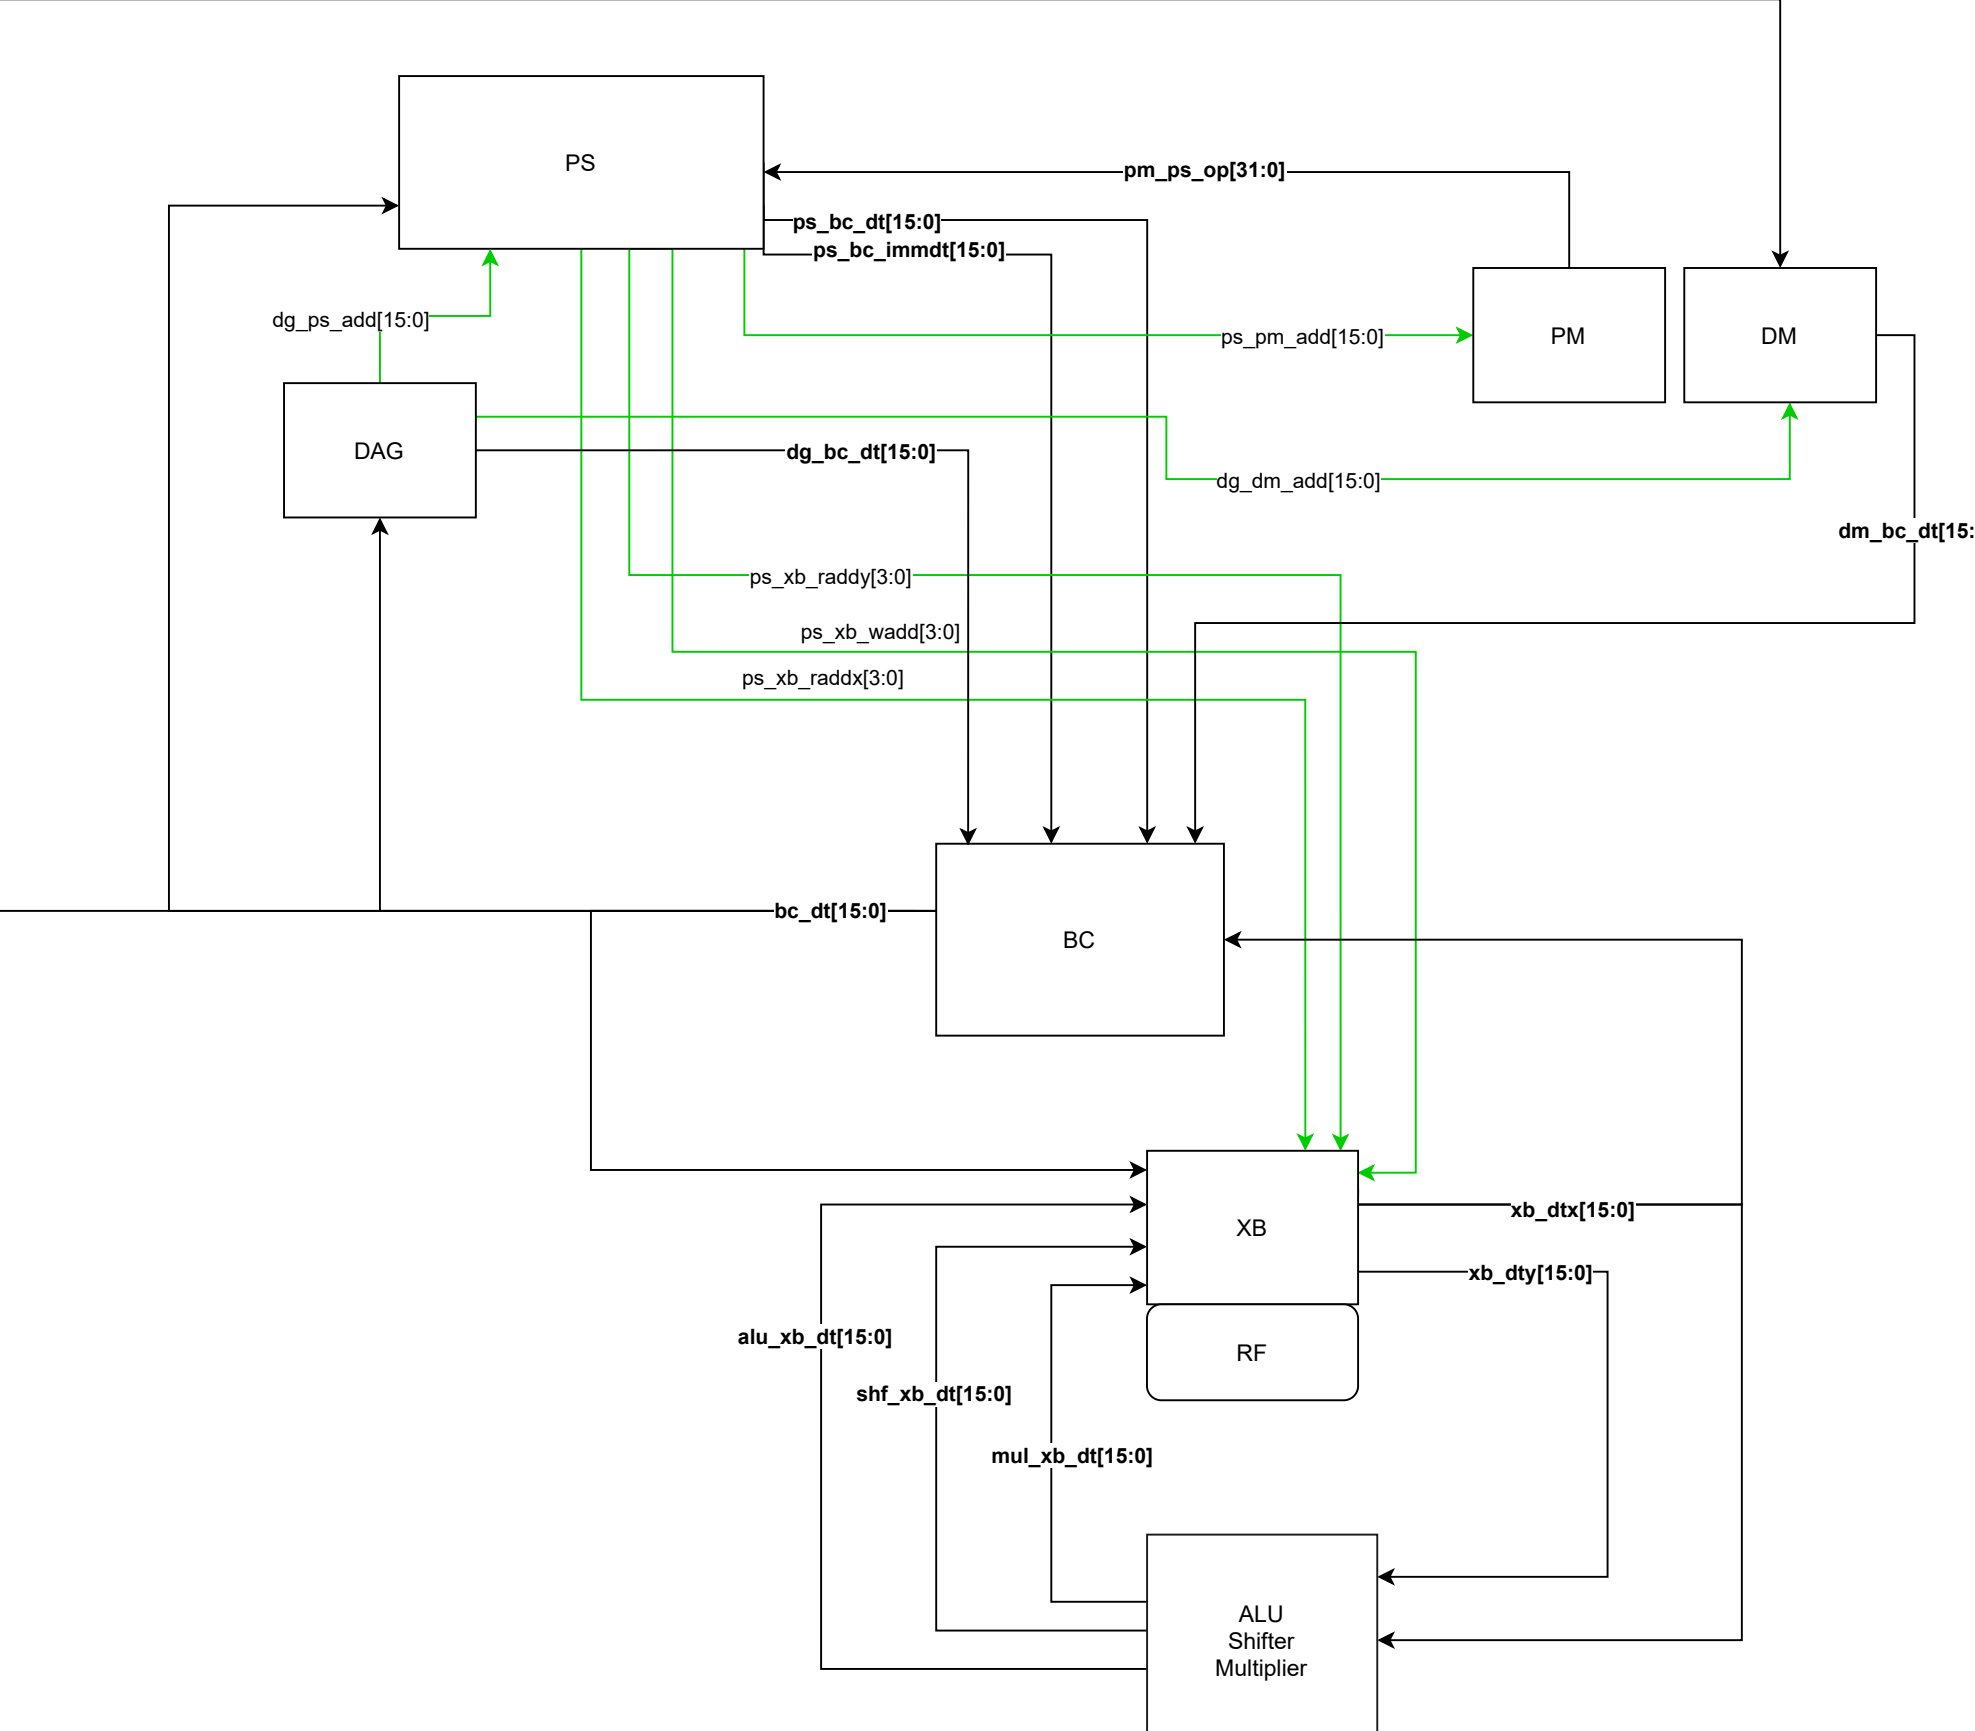 PS
pm_ps_op[31:0]
ps_bc_dt[15:0]
ps_bc_immdt[15:0]
dg_ps_add[15:0]
ps_pm_add[15:0]
PM
DM
DAG
dg_bc_dt[15:0]
dg_dm_add[15:0]
dm_bc_dt[15:
ps_xb_raddy[3:0]
ps_xb_wadd[3:0]
ps_xb_raddx[3:0]
bc_dt[15:0]
BC
XB
xb_dtx[15:0]
xb_dty[15:0]
alu_xb_dt[15:0]
RF
shf_xb_dt[15:0]
mul_xb_dt[15:0]
ALU
Shifter
Multiplier